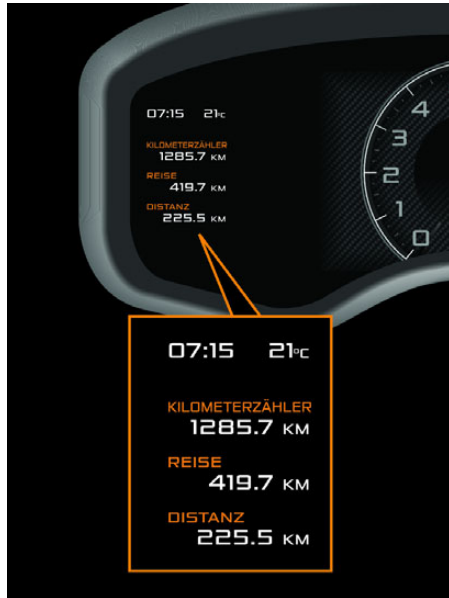 07:15 21°C
KILOMETERZÄHLER
1285.7 KM
REISE
419.7 KM
DISTANZ
225.5 KM
4
3
2
1
0
07:15 21°C
KILOMETERZÄHLER
1285.7 KM
REISE
419.7 KM
DISTANZ
225.5 KM